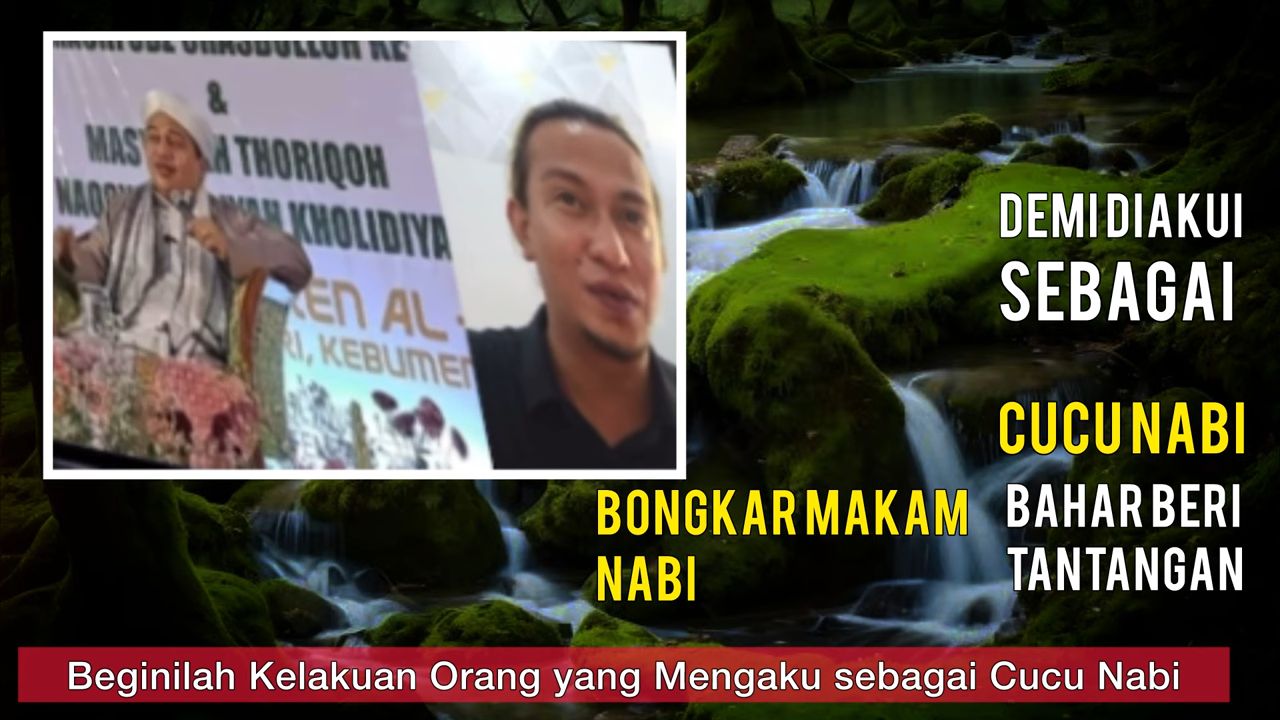 &
THORIQOH
KHOLIDIYA
AL
KEBUMEN
DEMI DIAKUI
SEBAGAI
CUCU NABI
BAHAR BERI
TANTANGAN
BONGKAR MAKAM
NABI
Beginilah Kelakuan Orang yang Mengaku sebagai Cucu Nabi